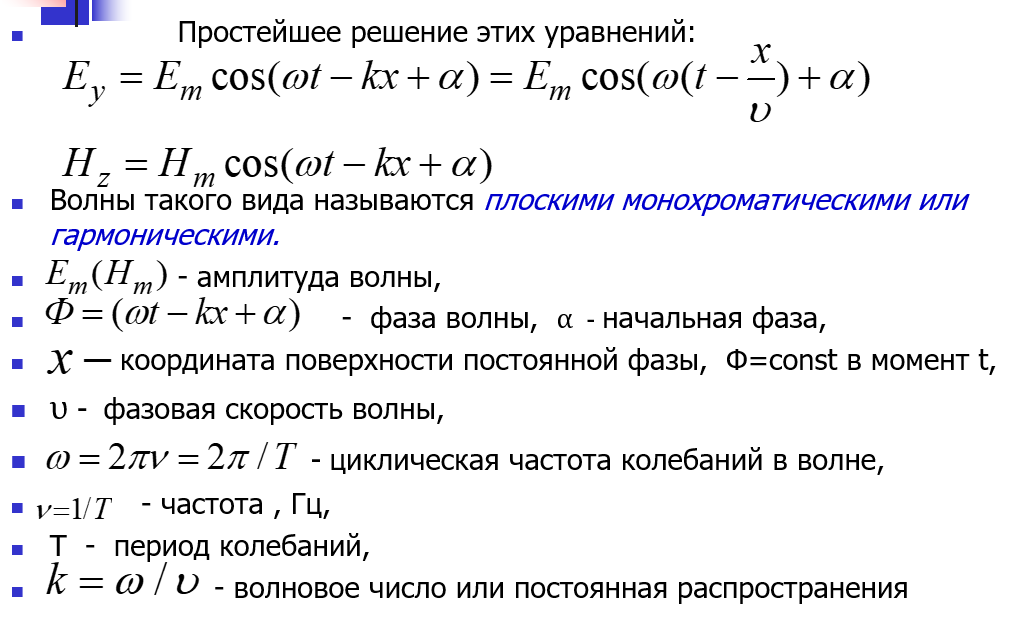 Простейшее решение этих уравнений:
E_y = E_m cos(ωt − kx + α) = E_m cos(ω(t − x/υ) + α)
H_z = H_m cos(ωt − kx + α)
Волны такого вида называются плоскими монохроматическими или
гармоническими.
E_m(H_m) - амплитуда волны,
Φ = (ωt − kx + α) - фаза волны, α - начальная фаза,
x — координата поверхности постоянной фазы, Φ=const в момент t,
υ - фазовая скорость волны,
ω = 2πν = 2π / T - циклическая частота колебаний в волне,
ν=1/T - частота , Гц,
Т - период колебаний,
k = ω / υ - волновое число или постоянная распространения